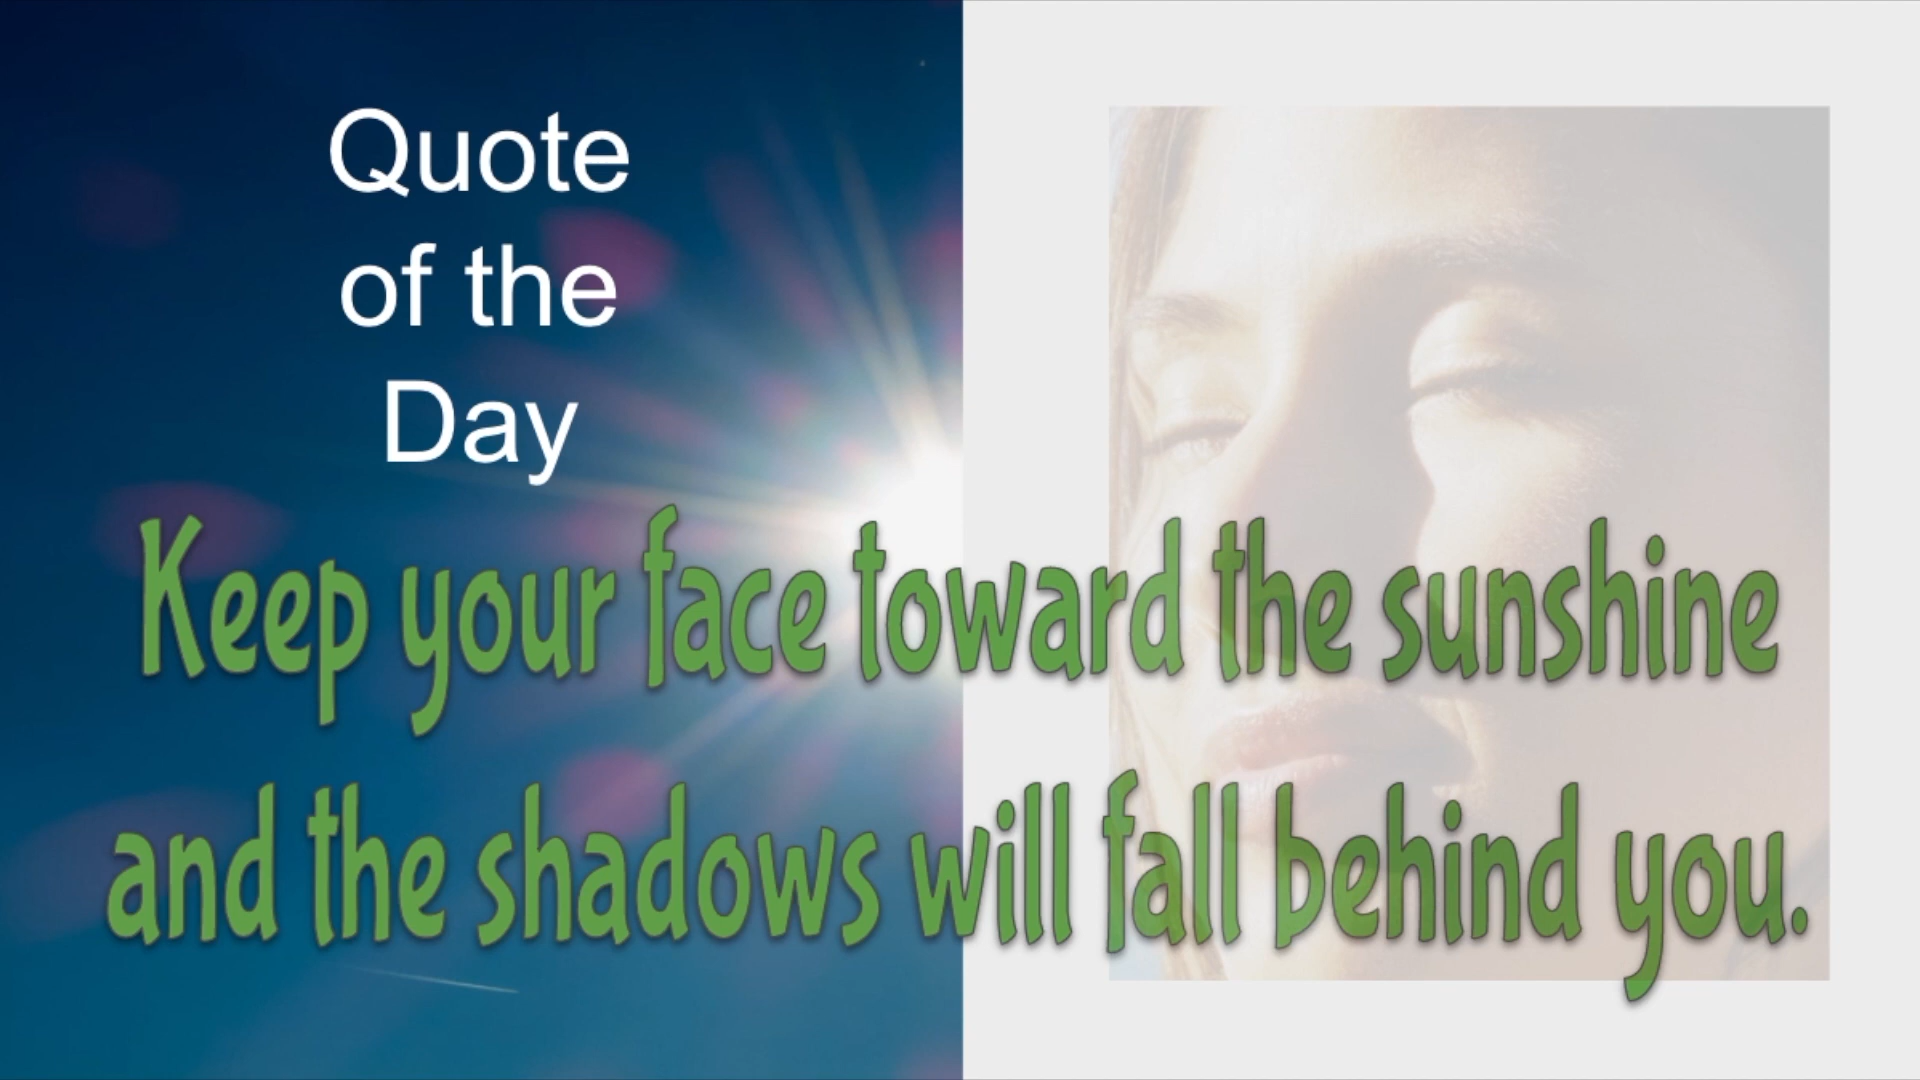 Quote
of the
Day
Keep your face toward the sunshine
and the shadows will fall behind you.